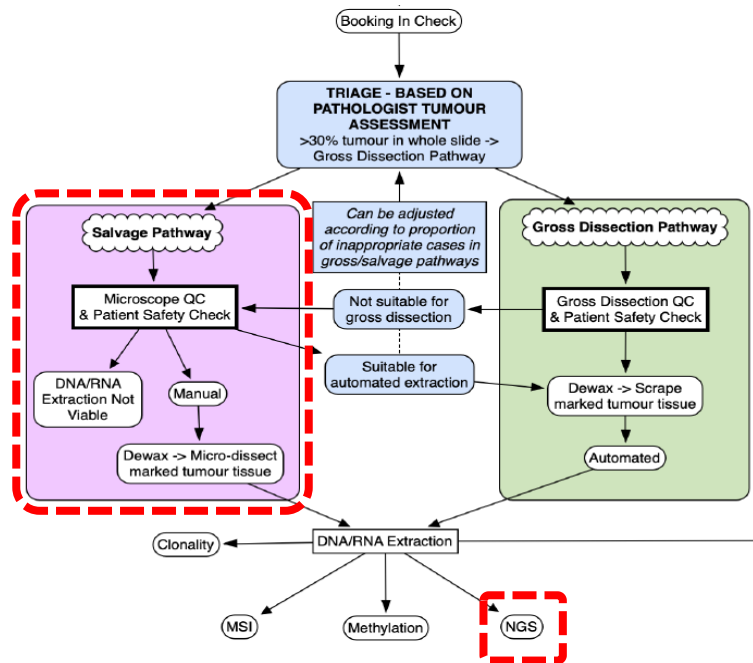 Booking In Check
TRIAGE - BASED ON
PATHOLOGIST TUMOUR
ASSESSMENT
>30% tumour in whole slide ->
Gross Dissection Pathway
Salvage Pathway
Can be adjusted
according to proportion
of inappropriate cases in
gross/salvage pathways
Gross Dissection Pathway
Microscope QC
& Patient Safety Check
Not suitable for
gross dissection
Gross Dissection QC
& Patient Safety Check
DNA/RNA
Extraction Not
Viable
Manual
Suitable for
automated extraction
Dewax -> Scrape
marked tumour tissue
Dewax -> Micro-dissect
marked tumour tissue
Automated
Clonality
DNA/RNA Extraction
MSI
Methylation
NGS